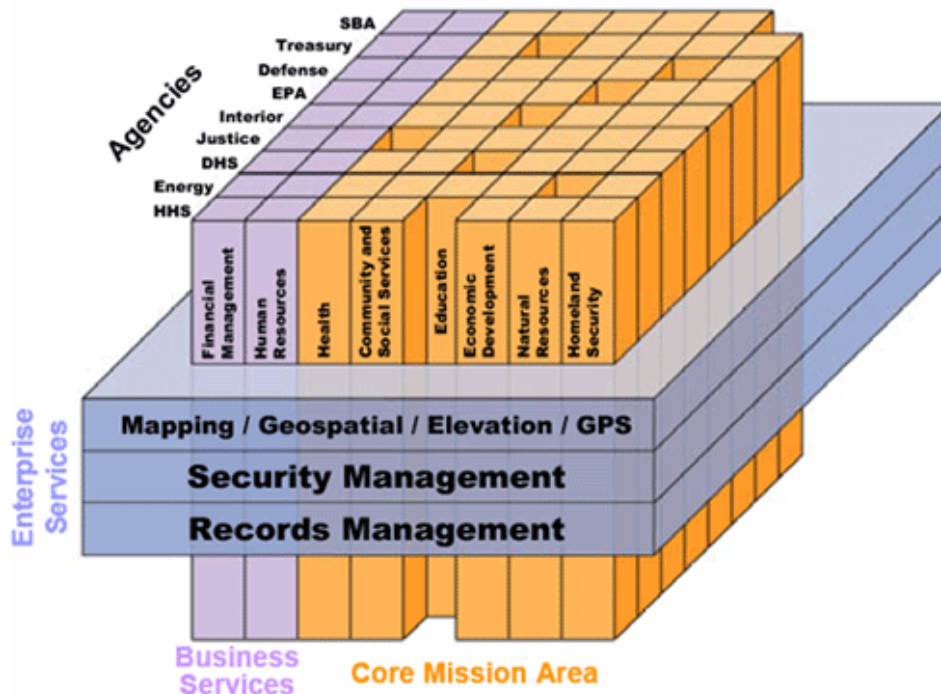 SBA
Treasury
Defense
EPA
Interior
Justice
DHS
Energy
HHS
Agencies
Financial
Management
Human
Resources
Health
Community and
Social Services
Education
Economic
Development
Natural
Resources
Homeland
Security
Mapping / Geospatial / Elevation / GPS
Security Management
Records Management
Enterprise
Services
Business
Services
Core Mission Area